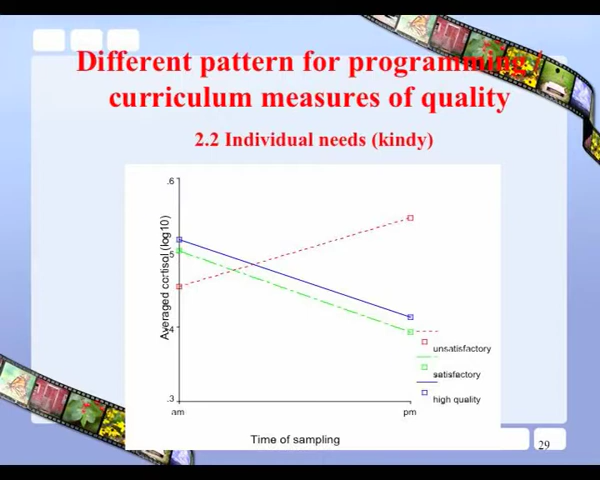 Different pattern for programming /
curriculum measures of quality
2.2 Individual needs (kindy)
.6
.5
.4
.3
Averaged cortisol (log10)
am
pm
Time of sampling
unsatisfactory
satisfactory
high quality
29